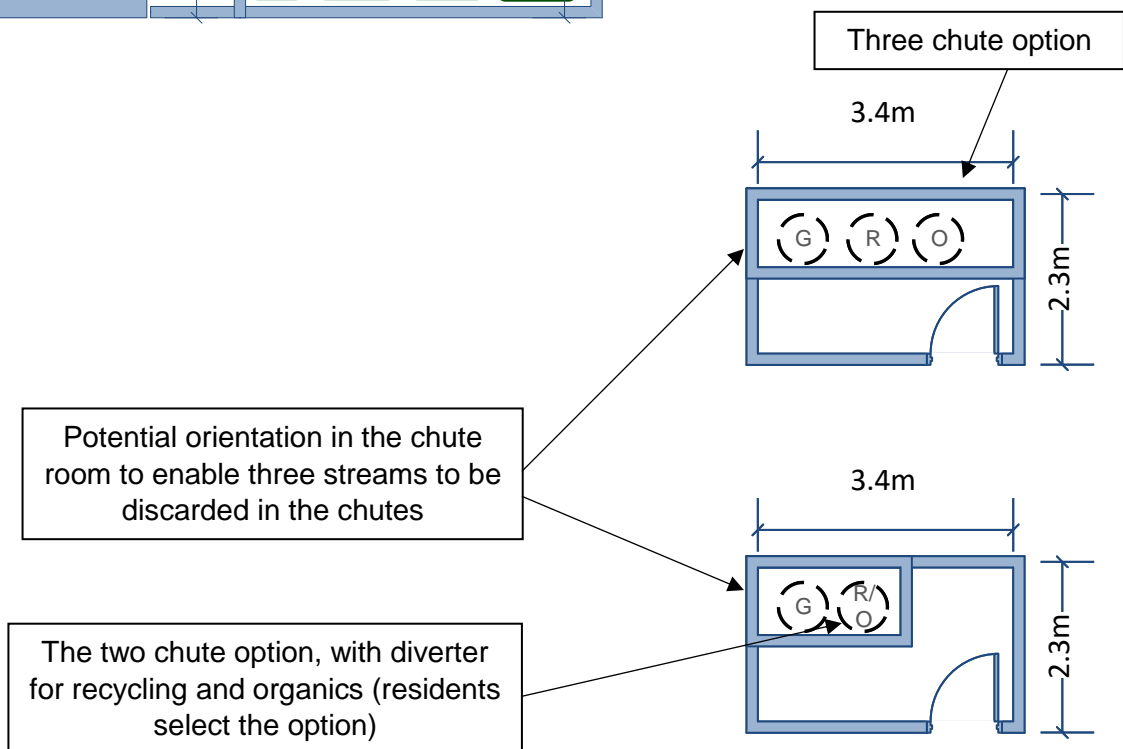 Three chute option
3.4m
G R O
2.3m
Potential orientation in the chute
room to enable three streams to be
discarded in the chutes
3.4m
G R/
O
2.3m
The two chute option, with diverter
for recycling and organics (residents
select the option)